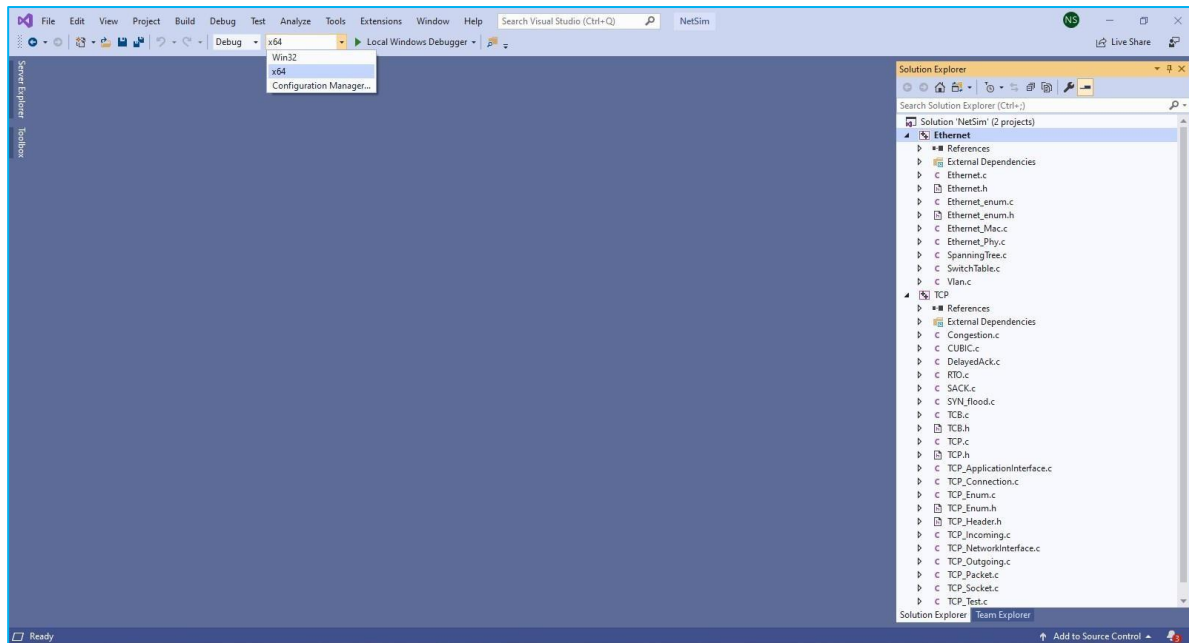 File Edit View Project Build Debug Test Analyze Tools Extensions Window Help Search Visual Studio (Ctrl+Q) NetSim NS
Debug x64 Local Windows Debugger Live Share
Win32
x64
Configuration Manager...
Server Explorer
Toolbox
Solution Explorer
Search Solution Explorer (Ctrl+;)
Solution 'NetSim' (2 projects)
Ethernet
References
External Dependencies
Ethernet.c
Ethernet.h
Ethernet_enum.c
Ethernet_enum.h
Ethernet_Mac.c
Ethernet_Phy.c
SpanningTree.c
SwitchTable.c
Vlan.c
TCP
References
External Dependencies
Congestion.c
CUBIC.c
DelayedAck.c
RTO.c
SACK.c
SYN_flood.c
TCB.c
TCB.h
TCP.c
TCP.h
TCP_ApplicationInterface.c
TCP_Connection.c
TCP_Enum.c
TCP_Enum.h
TCP_Header.h
TCP_Incoming.c
TCP_NetworkInterface.c
TCP_Outgoing.c
TCP_Packet.c
TCP_Socket.c
TCP_Test.c
Solution Explorer Team Explorer
Ready Add to Source Control 3